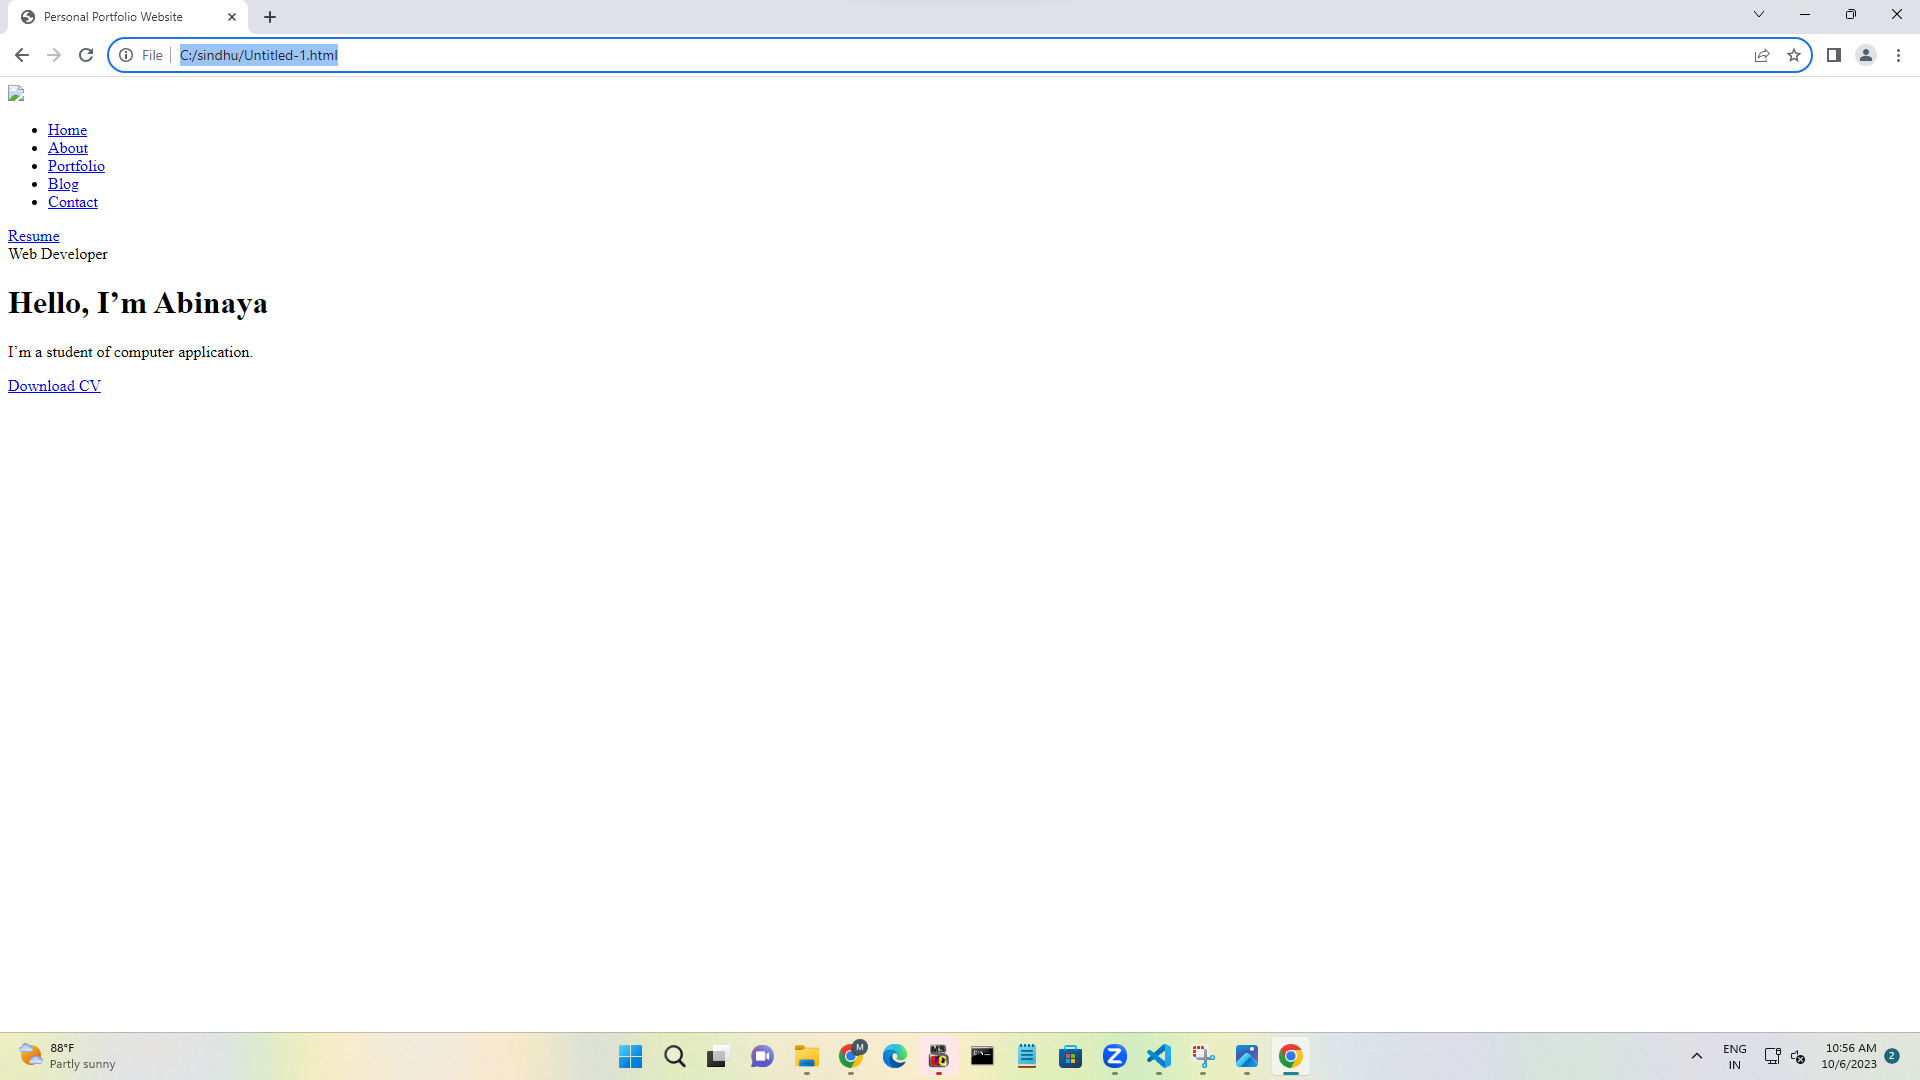 Personal Portfolio Website
File
C:/sindhu/Untitled-1.html
Home
About
Portfolio
Blog
Contact
Resume
Web Developer
Hello, I’m Abinaya
I’m a student of computer application.
Download CV
88°F
Partly sunny
M
MS
C:\.
Z
ENG
IN
10:56 AM
10/6/2023
2